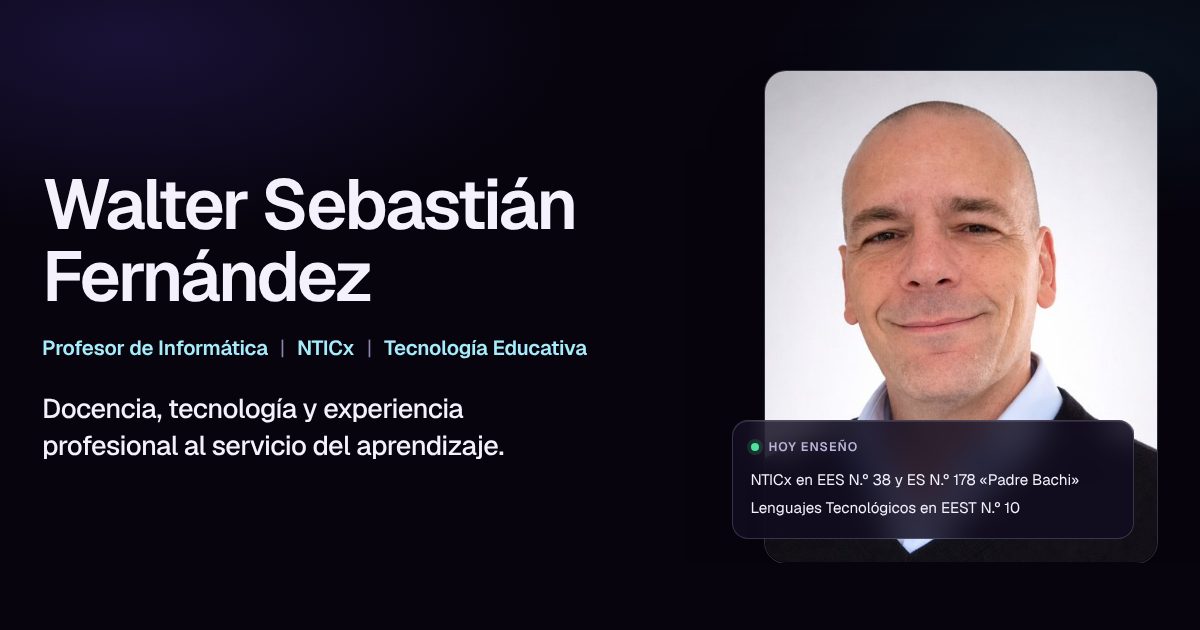 Walter Sebastián
Fernández
Profesor de Informática | NTICx | Tecnología Educativa
Docencia, tecnología y experiencia
profesional al servicio del aprendizaje.
HOY ENSEÑO
NTICx en EES N.º 38 y ES N.º 178 «Padre Bachi»
Lenguajes Tecnológicos en EEST N.º 10